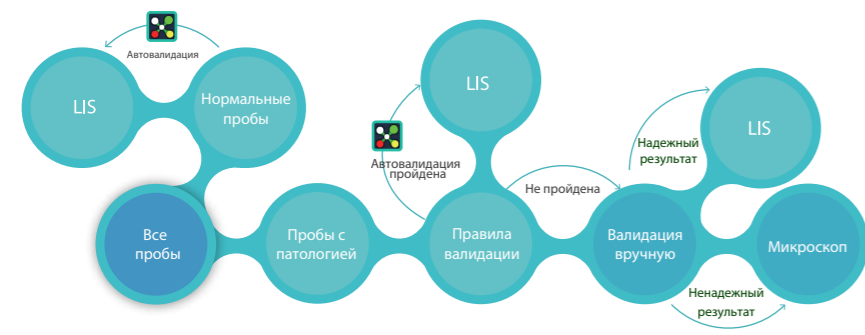 Автовалидация
LIS
Нормальные
пробы
LIS
Автовалидация
пройдена
Не пройдена
Надежный
результат
LIS
Все
пробы
Пробы с
патологией
Правила
валидации
Валидация
вручную
Микроскоп
Ненадежный
результат